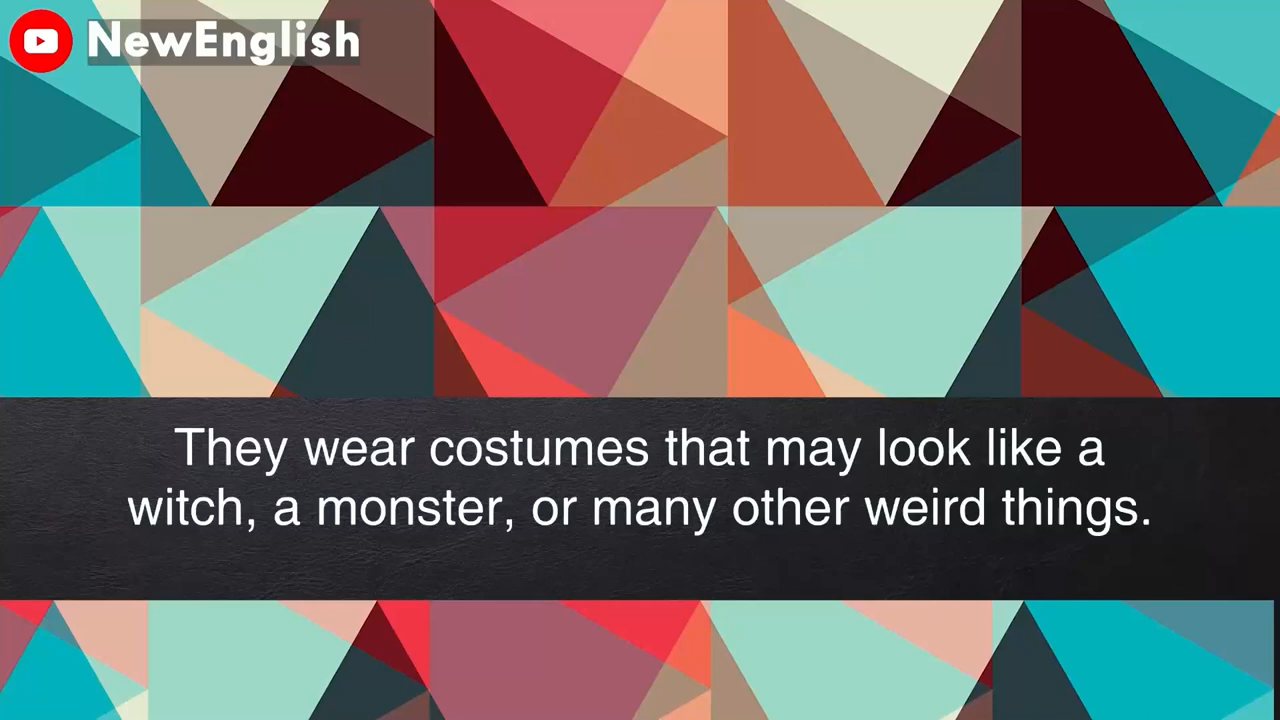 NewEnglish
They wear costumes that may look like a
witch, a monster, or many other weird things.